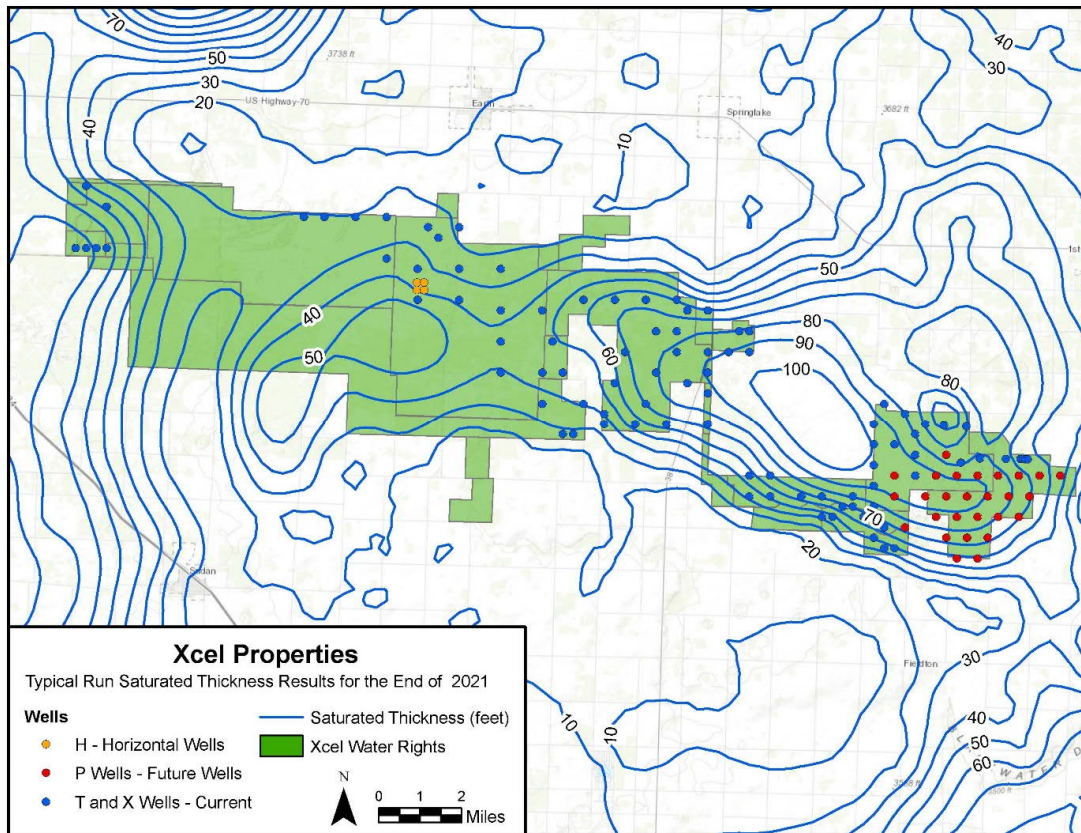 70
50
30
20
40
3738 ft
US Highway-70
Earth
Springlake
3682 ft
40
30
10
1st
50
40
50
60
80
90
100
80
70
20
Sudan
10
10
Fieldton
30
40
50
60
WATER D
Xcel Properties
Typical Run Saturated Thickness Results for the End of 2021
Wells
H - Horizontal Wells
P Wells - Future Wells
T and X Wells - Current
Saturated Thickness (feet)
Xcel Water Rights
N
0 1 2
Miles